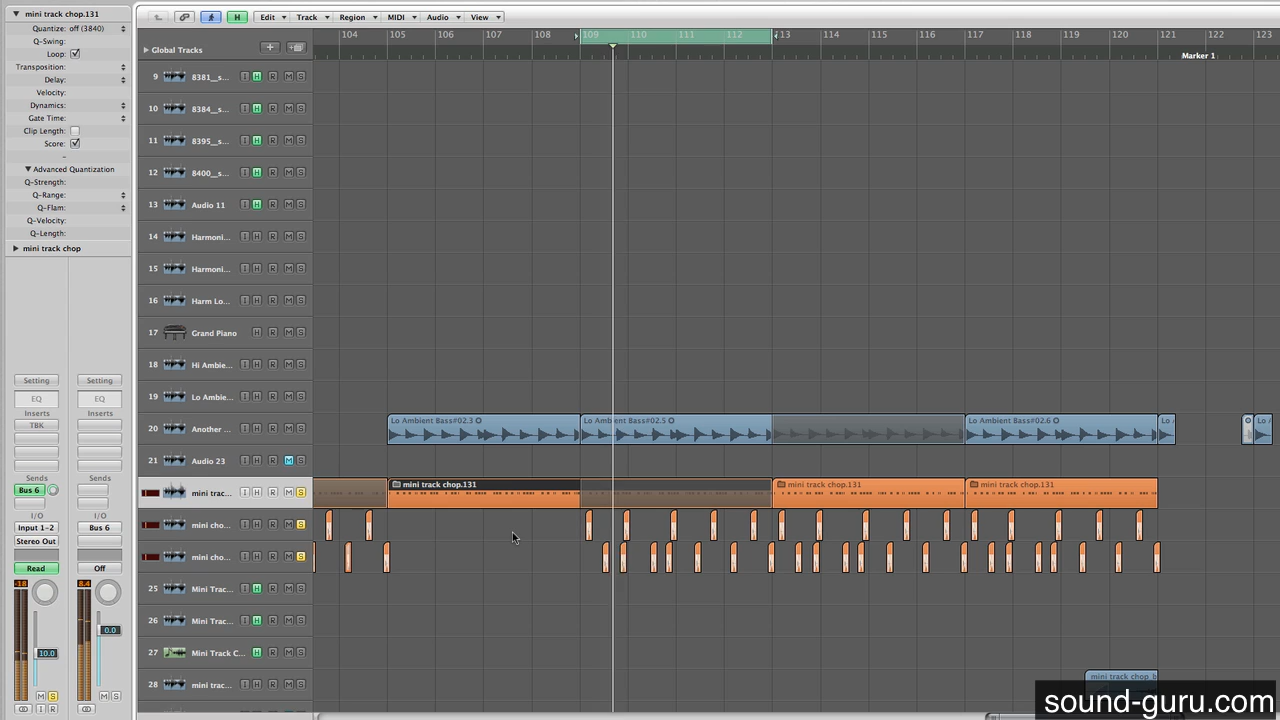 mini track chop.131
Quantize: off (3840)
Q-Swing:
Loop:
Transposition:
Delay:
Velocity:
Dynamics:
Gate Time:
Clip Length:
Score:
Advanced Quantization
Q-Strength:
Q-Range:
Q-Flam:
Q-Velocity:
Q-Length:
mini track chop
Setting Setting
EQ EQ
Inserts Inserts
TBK
Sends Sends
Bus 6
I/O I/O
Input 1-2 Bus 6
Stereo Out
Read Off
-18 8.4
0.0
10.0
M S M S
I R
H Edit Track Region MIDI Audio View
Global Tracks
104 105 106 107 108 109 110 111 112 113 114 115 116 117 118 119 120 121 122 123
Marker 1
9 8381_s... I H R M S
10 8384_s... I H R M S
11 8395_s... I H R M S
12 8400_s... I H R M S
13 Audio 11 I H R M S
14 Harmoni... I H R M S
15 Harmoni... I H R M S
16 Harm Lo... I H R M S
17 Grand Piano H R M S
18 Hi Ambie... I H R M S
19 Lo Ambie... I H R M S
20 Another ... I H R M S Lo Ambient Bass#02.3 Lo Ambient Bass#02.5 Lo Ambient Bass#02.6 Lo Lo
21 Audio 23 I H R M S
mini trac... I H R M S mini track chop.131 mini track chop.131 mini track chop.131
mini cho... I H R M S
mini cho... I H R M S
25 Mini Trac... I H R M S
26 Mini Trac... I H R M S
27 Mini Track C... H R M S
28 mini trac... I H R M S mini track chop_b
sound-guru.com